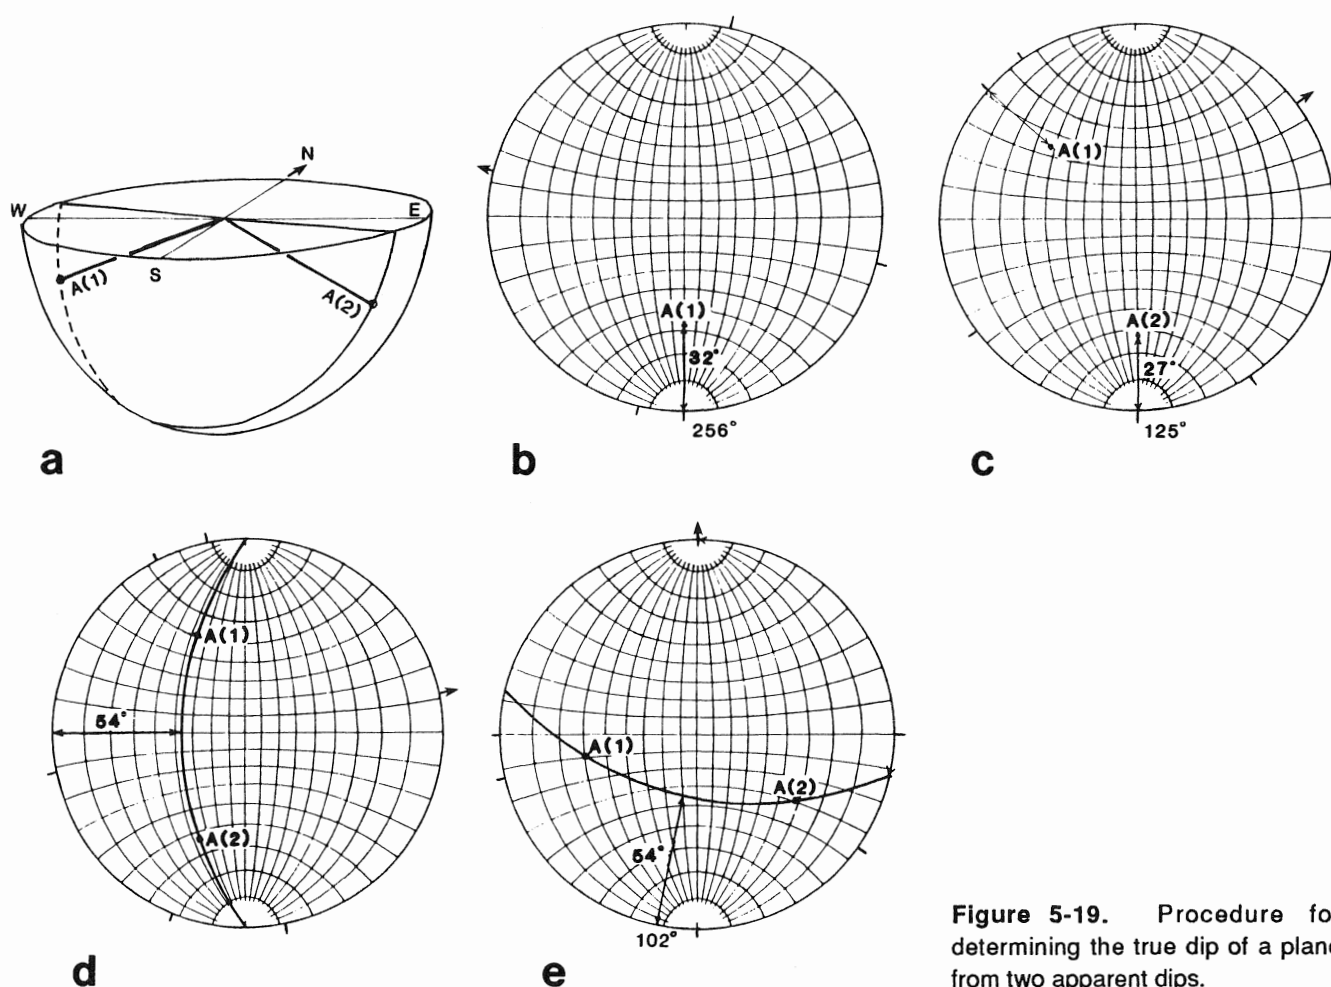 N
W
E
S
A(1)
A(2)
a
A(1)
32°
256°
b
A(1)
A(2)
27°
125°
c
A(1)
54°
A(2)
d
A(1)
A(2)
54°
102°
e
Figure 5-19. Procedure fo
determining the true dip of a plane
from two apparent dips.